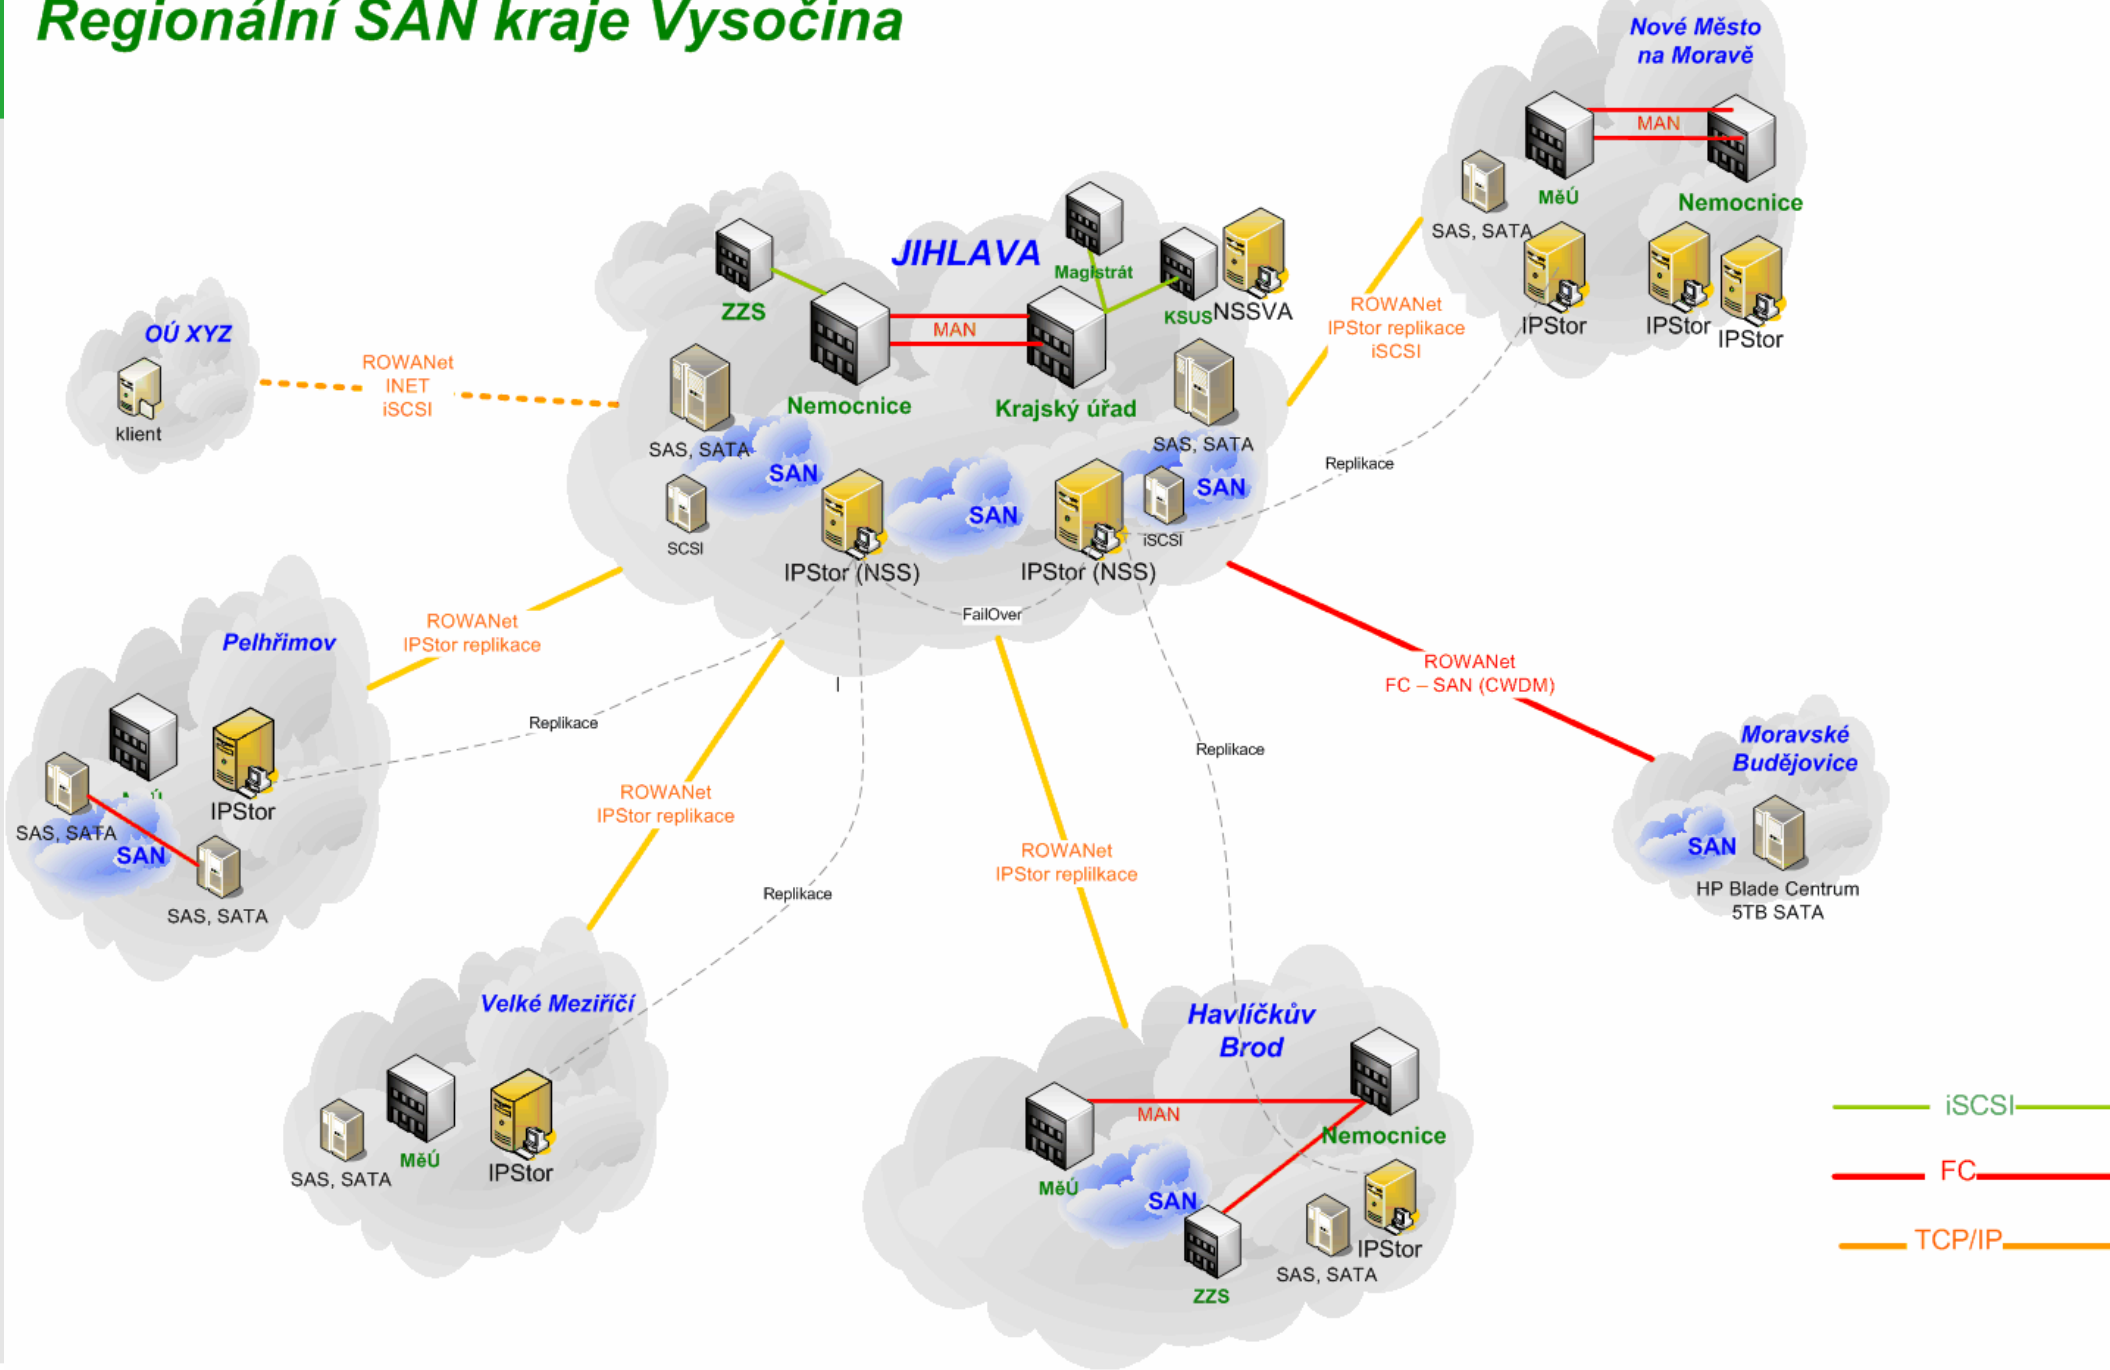 Regionální SAN kraje Vysočina
Nové Město
na Moravě
MAN
MěÚ
Nemocnice
SAS, SATA
IPStor
IPStor
IPStor
ROWANet
IPStor replikace
iSCSI
Replikace
JIHLAVA
Magistrát
KSUS
NSSVA
ZZS
MAN
Nemocnice
Krajský úřad
SAS, SATA
SAS, SATA
SAN
SAN
SAN
SCSI
iSCSI
IPStor (NSS)
IPStor (NSS)
FailOver
OÚ XYZ
klient
ROWANet
INET
iSCSI
ROWANet
IPStor replikace
Pelhřimov
IPStor
SAS, SATA
SAN
SAS, SATA
Replikace
ROWANet
IPStor replikace
Replikace
Velké Meziříčí
MěÚ
SAS, SATA
IPStor
ROWANet
IPStor replilkace
Replikace
Havlíčkův
Brod
MAN
Nemocnice
MěÚ
SAN
ZZS
IPStor
SAS, SATA
ROWANet
FC – SAN (CWDM)
Moravské
Budějovice
SAN
HP Blade Centrum
5TB SATA
iSCSI
FC
TCP/IP